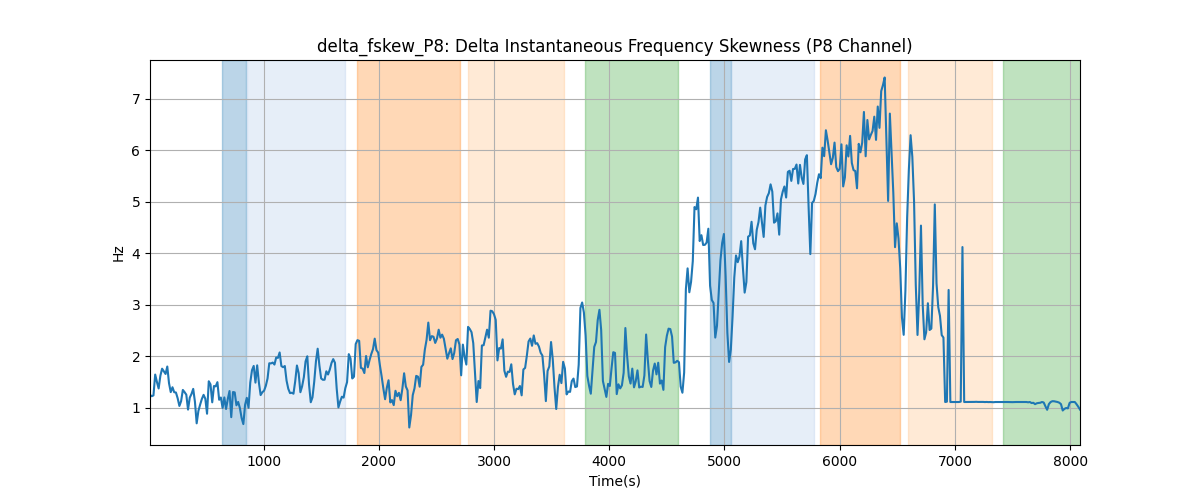 delta_fskew_P8: Delta Instantaneous Frequency Skewness (P8 Channel)
7
6
5
4
3
2
1
Hz
1000 2000 3000 4000 5000 6000 7000 8000
Time(s)